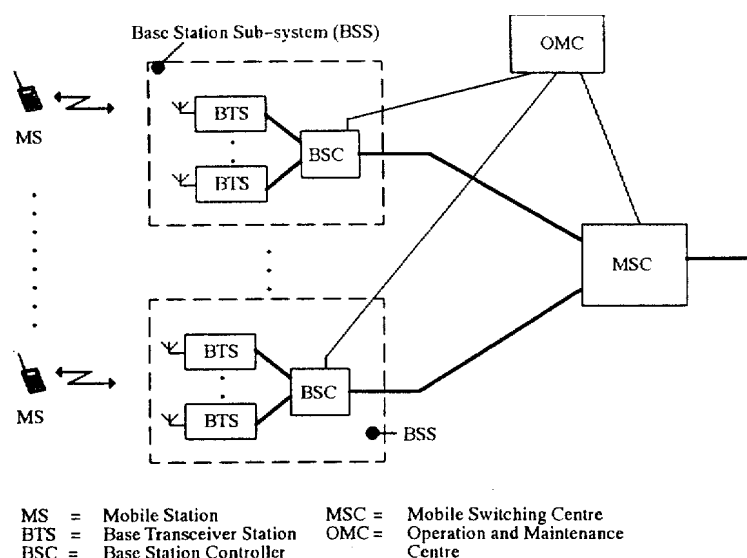 Base Station Sub-system (BSS)
OMC
MS
BTS
BSC
BTS
MSC
BTS
BSC
MS
BTS
BSS
MS = Mobile Station
BTS = Base Transceiver Station
BSC = Base Station Controller
MSC = Mobile Switching Centre
OMC = Operation and Maintenance
Centre